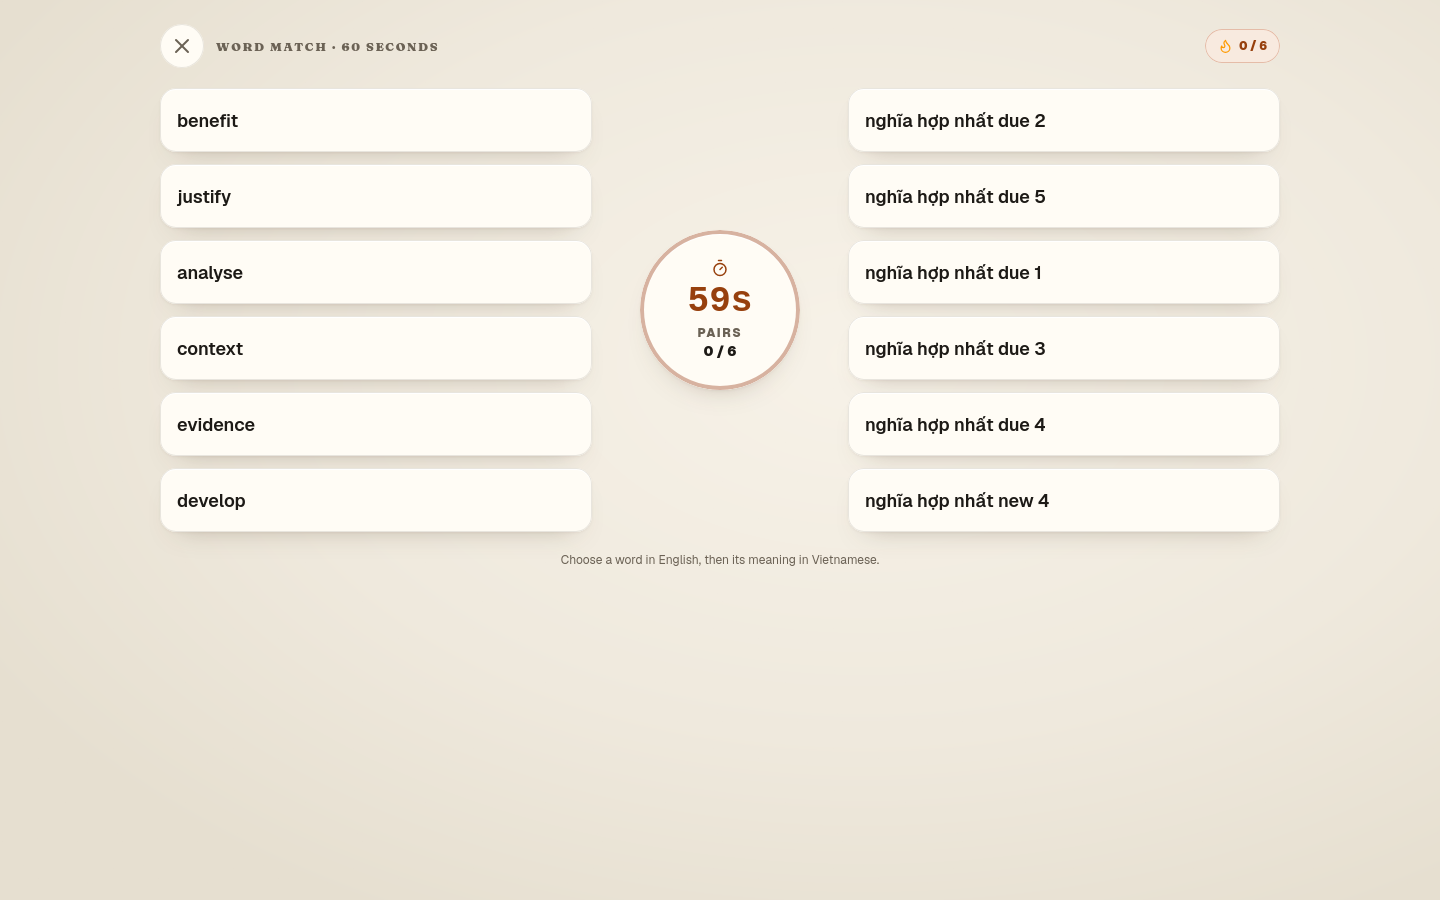 WORD MATCH · 60 SECONDS
0 / 6
benefit
justify
analyse
context
evidence
develop
59s
PAIRS
0 / 6
nghĩa hợp nhất due 2
nghĩa hợp nhất due 5
nghĩa hợp nhất due 1
nghĩa hợp nhất due 3
nghĩa hợp nhất due 4
nghĩa hợp nhất new 4
Choose a word in English, then its meaning in Vietnamese.